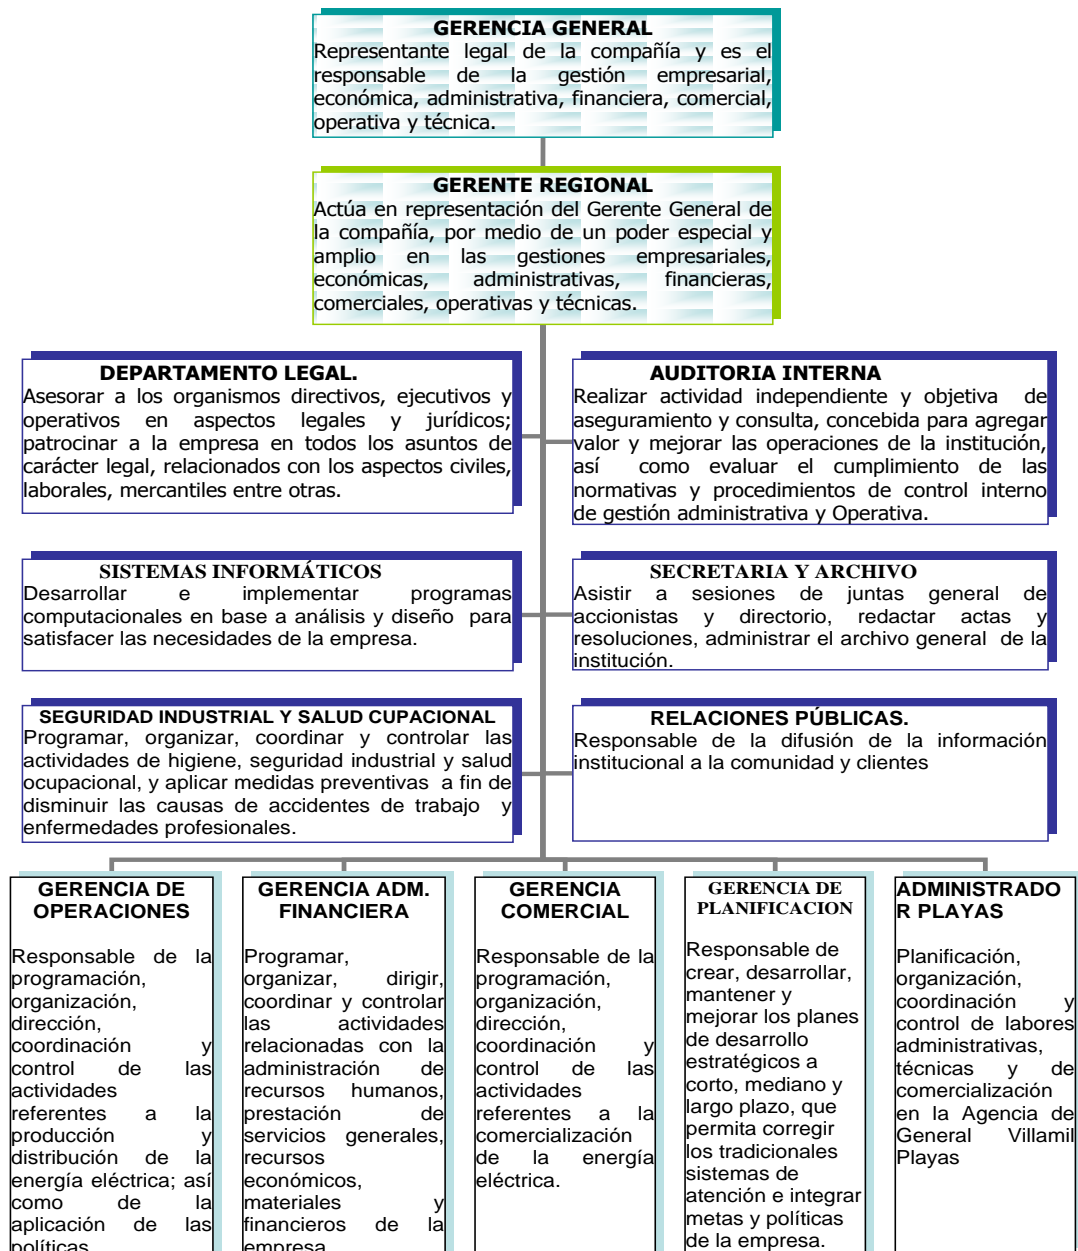 GERENCIA GENERAL
Representante legal de la compañía y es el
responsable de la gestión empresarial,
económica, administrativa, financiera, comercial,
operativa y técnica.
GERENTE REGIONAL
Actúa en representación del Gerente General de
la compañía, por medio de un poder especial y
amplio en las gestiones empresariales,
económicas, administrativas, financieras,
comerciales, operativas y técnicas.
DEPARTAMENTO LEGAL.
Asesorar a los organismos directivos, ejecutivos y
operativos en aspectos legales y jurídicos;
patrocinar a la empresa en todos los asuntos de
carácter legal, relacionados con los aspectos civiles,
laborales, mercantiles entre otras.
AUDITORIA INTERNA
Realizar actividad independiente y objetiva de
aseguramiento y consulta, concebida para agregar
valor y mejorar las operaciones de la institución,
así como evaluar el cumplimiento de las
normativas y procedimientos de control interno
de gestión administrativa y Operativa.
SISTEMAS INFORMÁTICOS
Desarrollar e implementar programas
computacionales en base a análisis y diseño para
satisfacer las necesidades de la empresa.
SECRETARIA Y ARCHIVO
Asistir a sesiones de juntas general de
accionistas y directorio, redactar actas y
resoluciones, administrar el archivo general de la
institución.
SEGURIDAD INDUSTRIAL Y SALUD CUPACIONAL
Programar, organizar, coordinar y controlar las
actividades de higiene, seguridad industrial y salud
ocupacional, y aplicar medidas preventivas a fin de
disminuir las causas de accidentes de trabajo y
enfermedades profesionales.
RELACIONES PÚBLICAS.
Responsable de la difusión de la información
institucional a la comunidad y clientes
GERENCIA DE
OPERACIONES
Responsable de la
programación,
organización,
dirección,
coordinación y
control de las
actividades
referentes a la
producción y
distribución de la
energía eléctrica; así
como de la
aplicación de las
políticas
GERENCIA ADM.
FINANCIERA
Programar,
organizar, dirigir,
coordinar y controlar
las actividades
relacionadas con la
administración de
recursos humanos,
prestación de
servicios generales,
recursos
económicos,
materiales y
financieros de la
empresa
GERENCIA
COMERCIAL
Responsable de la
programación,
organización,
dirección,
coordinación y
control de las
actividades
referentes a la
comercialización
de la energía
eléctrica.
GERENCIA DE
PLANIFICACION
Responsable de
crear, desarrollar,
mantener y
mejorar los planes
de desarrollo
estratégicos a
corto, mediano y
largo plazo, que
permita corregir
los tradicionales
sistemas de
atención e integrar
metas y políticas
de la empresa.
ADMINISTRADO
R PLAYAS
Planificación,
organización,
coordinación y
control de labores
administrativas,
técnicas y de
comercialización
en la Agencia de
General Villamil
Playas